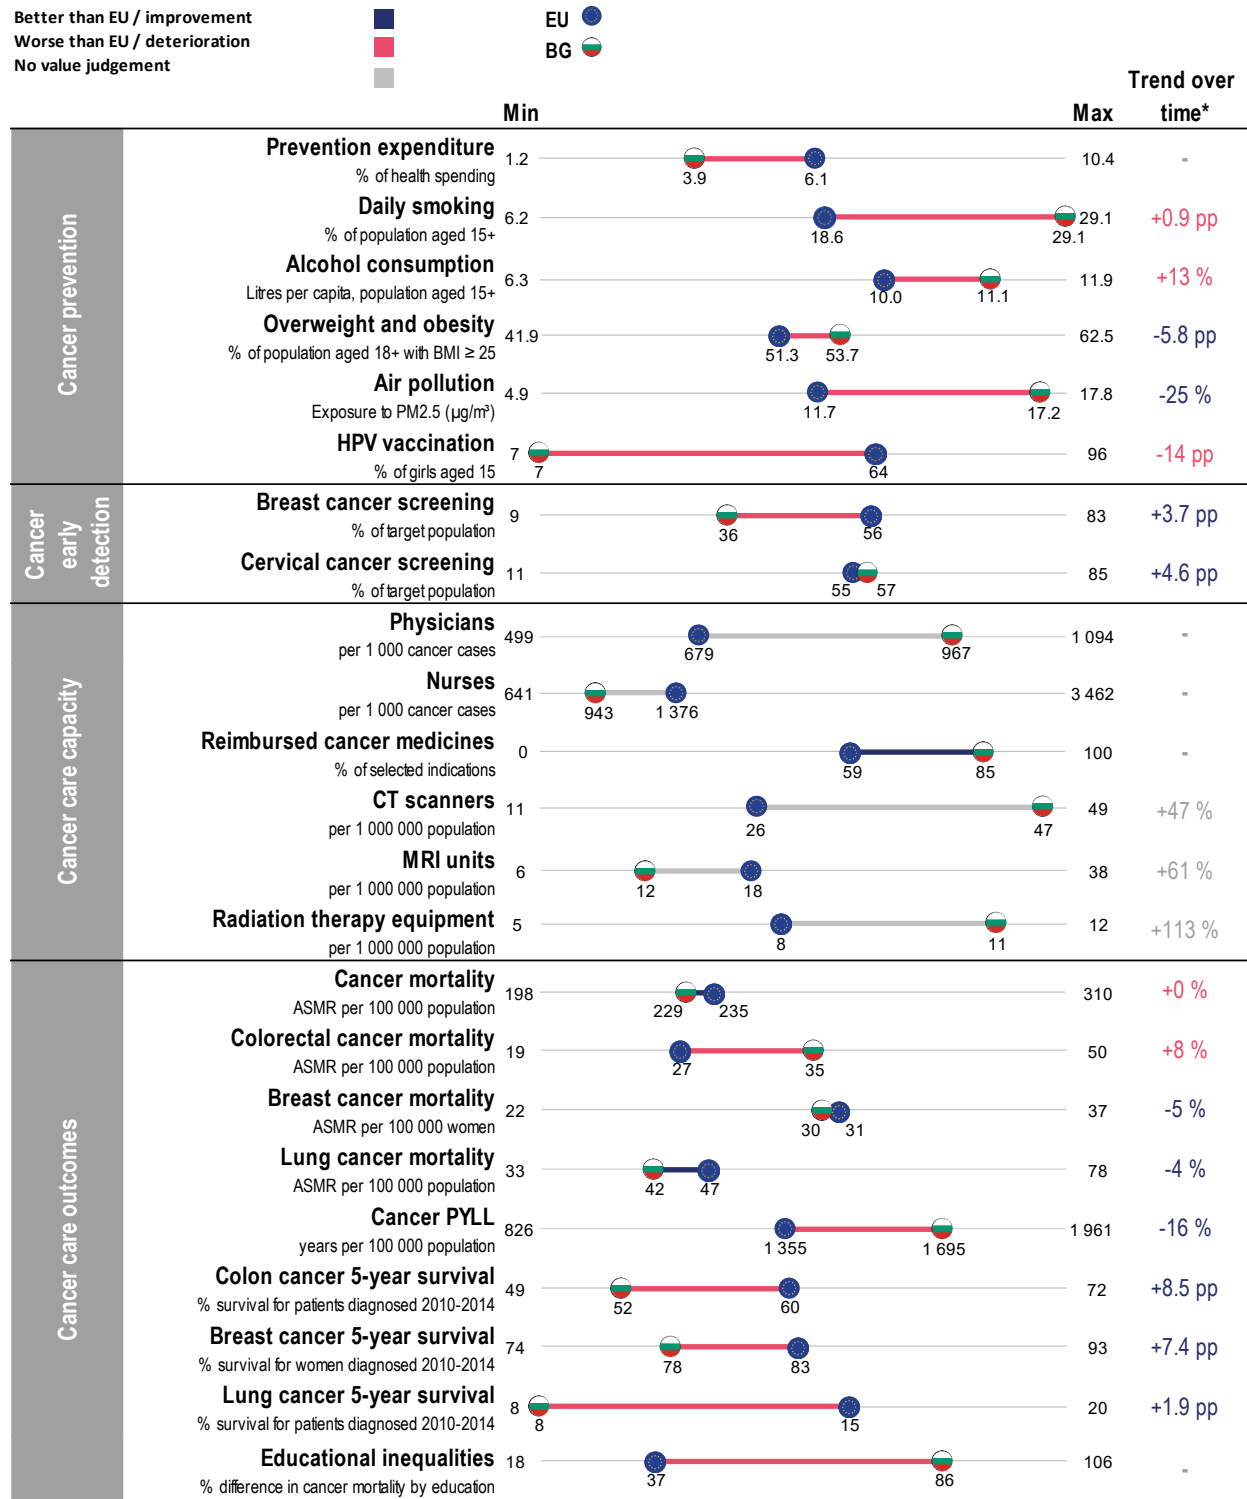 Better than EU / improvement
Worse than EU / deterioration
No value judgement
EU
BG
Min
Max
Trend over
time*
Cancer prevention
Prevention expenditure
% of health spending
1.2
3.9
6.1
10.4
-
Daily smoking
% of population aged 15+
6.2
18.6
29.1
29.1
+0.9 pp
Alcohol consumption
Litres per capita, population aged 15+
6.3
10.0
11.1
11.9
+13 %
Overweight and obesity
% of population aged 18+ with BMI ≥ 25
41.9
51.3
53.7
62.5
-5.8 pp
Air pollution
Exposure to PM2.5 (µg/m³)
4.9
11.7
17.2
17.8
-25 %
HPV vaccination
% of girls aged 15
7
7
64
96
-14 pp
Cancer
early
detection
Breast cancer screening
% of target population
9
36
56
83
+3.7 pp
Cervical cancer screening
% of target population
11
55
57
85
+4.6 pp
Cancer care capacity
Physicians
per 1 000 cancer cases
499
679
967
1 094
-
Nurses
per 1 000 cancer cases
641
943
1 376
3 462
-
Reimbursed cancer medicines
% of selected indications
0
59
85
100
-
CT scanners
per 1 000 000 population
11
26
47
49
+47 %
MRI units
per 1 000 000 population
6
12
18
38
+61 %
Radiation therapy equipment
per 1 000 000 population
5
8
11
12
+113 %
Cancer care outcomes
Cancer mortality
ASMR per 100 000 population
198
229
235
310
+0 %
Colorectal cancer mortality
ASMR per 100 000 population
19
27
35
50
+8 %
Breast cancer mortality
ASMR per 100 000 women
22
30
31
37
-5 %
Lung cancer mortality
ASMR per 100 000 population
33
42
47
78
-4 %
Cancer PYLL
years per 100 000 population
826
1 355
1 695
1 961
-16 %
Colon cancer 5-year survival
% survival for patients diagnosed 2010-2014
49
52
60
72
+8.5 pp
Breast cancer 5-year survival
% survival for women diagnosed 2010-2014
74
78
83
93
+7.4 pp
Lung cancer 5-year survival
% survival for patients diagnosed 2010-2014
8
8
15
20
+1.9 pp
Educational inequalities
% difference in cancer mortality by education
18
37
86
106
-